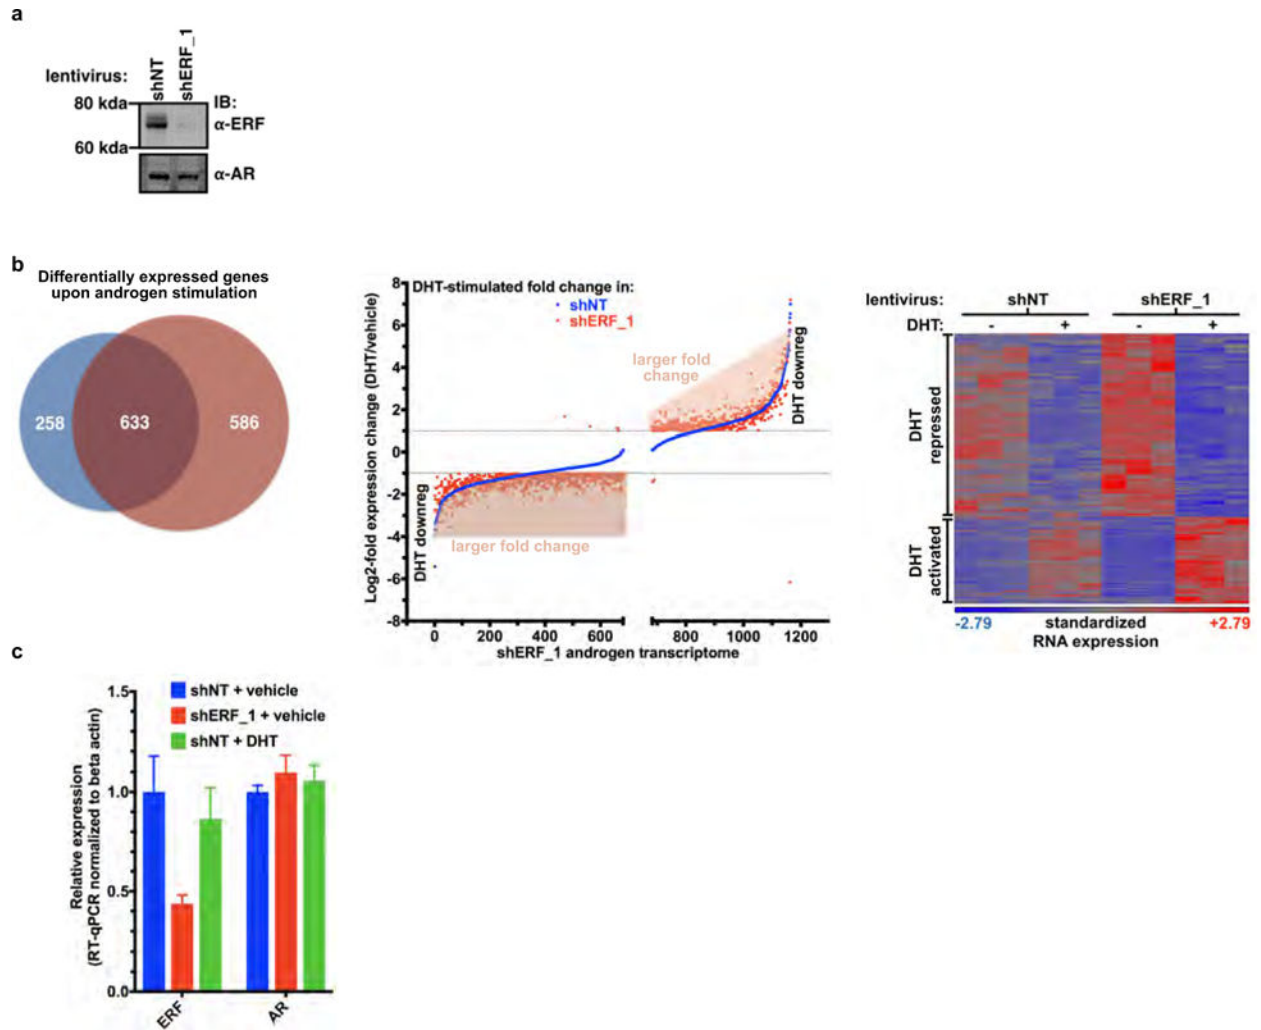 a
lentivirus:
shNT
shERF_1
80 kda
60 kda
IB:
α-ERF
α-AR
b
Differentially expressed genes
upon androgen stimulation
258
633
586
Log2-fold expression change (DHT/vehicle)
8
6
4
2
0
-2
-4
-6
-8
DHT-stimulated fold change in:
shNT
shERF_1
larger fold
change
DHT downreg
DHT downreg
larger fold change
0
200
400
600
800
1000
1200
shERF_1 androgen transcriptome
lentivirus:
shNT
shERF_1
DHT:
-
+
-
+
DHT
repressed
DHT
activated
-2.79
standardized
RNA expression
+2.79
c
Relative expression
(RT-qPCR normalized to beta actin)
1.5
1.0
0.5
0.0
shNT + vehicle
shERF_1 + vehicle
shNT + DHT
ERF
AR